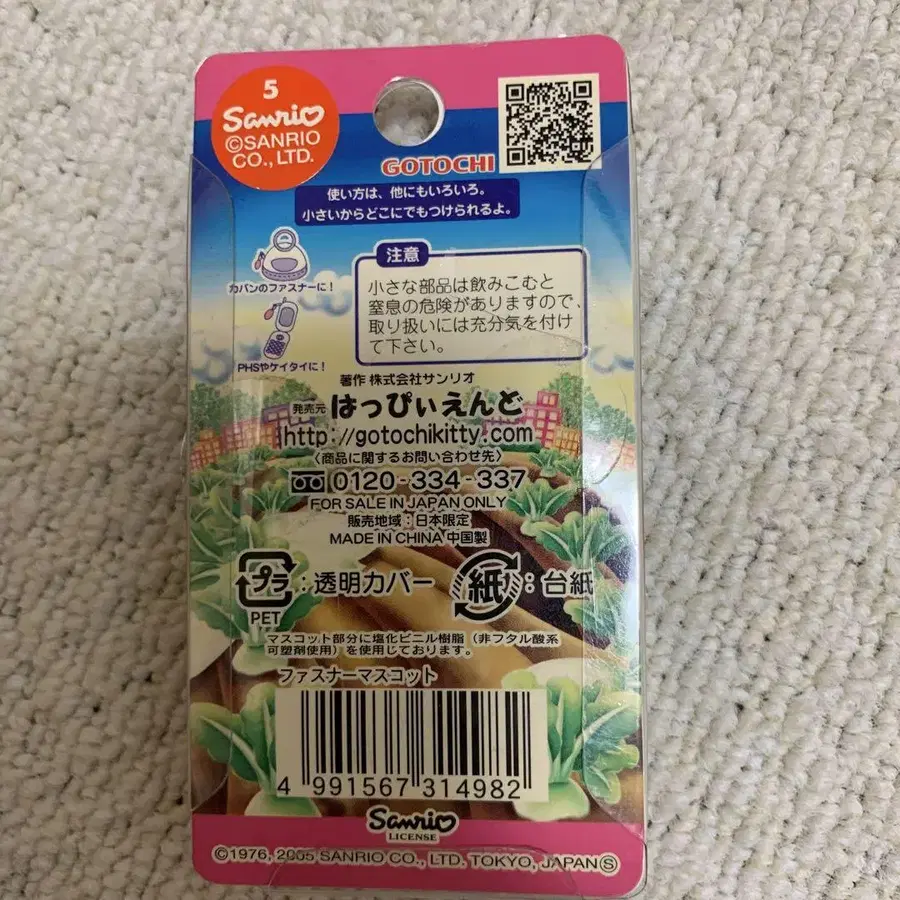 5
Sanrio
©SANRIO
CO., LTD.
GOTOCHI
使い方は、他にもいろいろ。
小さいからどこにでもつけられるよ。
カバンのファスナーに!
PHSやケイタイに!
注意
小さな部品は飲みこむと
窒息の危険がありますので、
取り扱いには充分気を付け
て下さい。
著作 株式会社サンリオ
発売元 はっぴぃえんど
http://gotochikitty.com
〈商品に関するお問い合わせ先〉
0120-334-337
FOR SALE IN JAPAN ONLY
販売地域:日本限定
MADE IN CHINA 中国製
プラ:透明カバー
PET
紙:台紙
マスコット部分に塩化ビニル樹脂(非フタル酸系
可塑剤使用)を使用しております。
ファスナーマスコット
4 991567 314982
Sanrio
LICENSE
©1976, 2005 SANRIO CO., LTD. TOKYO, JAPAN Ⓢ